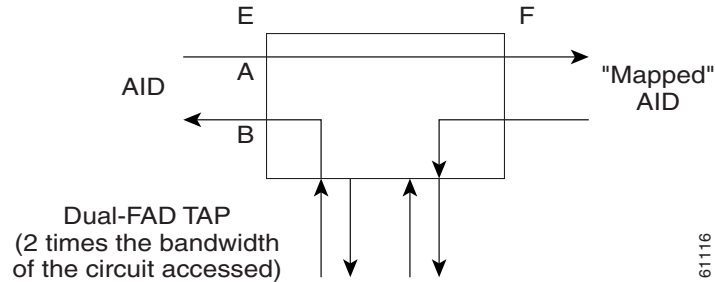 E
F
A
AID
"Mapped"
AID
B
Dual-FAD TAP
(2 times the bandwidth
of the circuit accessed)
61116